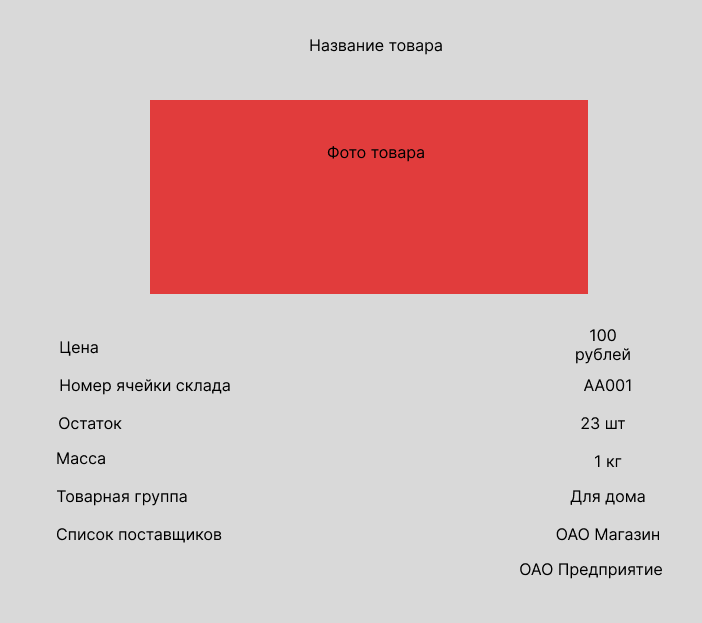 Название товара
Фото товара
Цена
100
рублей
Номер ячейки склада
АА001
Остаток
23 шт
Масса
1 кг
Товарная группа
Для дома
Список поставщиков
ОАО Магазин
ОАО Предприятие